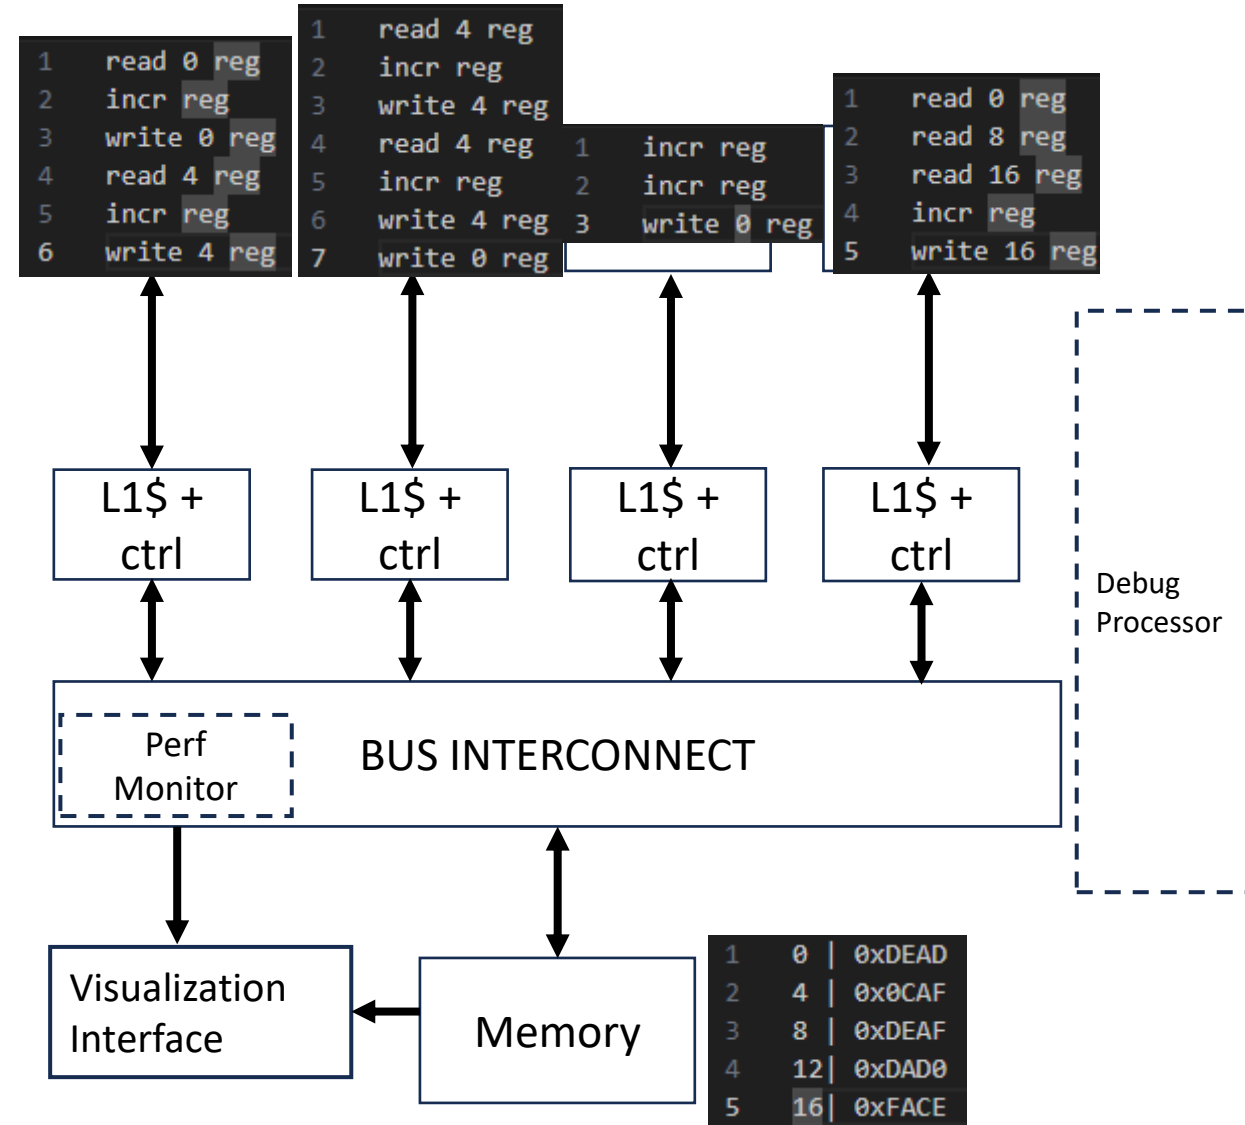 1 read 0 reg
2 incr reg
3 write 0 reg
4 read 4 reg
5 incr reg
6 write 4 reg
1 read 4 reg
2 incr reg
3 write 4 reg
4 read 4 reg
5 incr reg
6 write 4 reg
7 write 0 reg
1 incr reg
2 incr reg
3 write 0 reg
1 read 0 reg
2 read 8 reg
3 read 16 reg
4 incr reg
5 write 16 reg
L1$ +
ctrl
L1$ +
ctrl
L1$ +
ctrl
L1$ +
ctrl
Debug
Processor
Perf
Monitor
BUS INTERCONNECT
Visualization
Interface
Memory
1 0 | 0xDEAD
2 4 | 0x0CAF
3 8 | 0xDEAF
4 12| 0xDAD0
5 16| 0xFACE